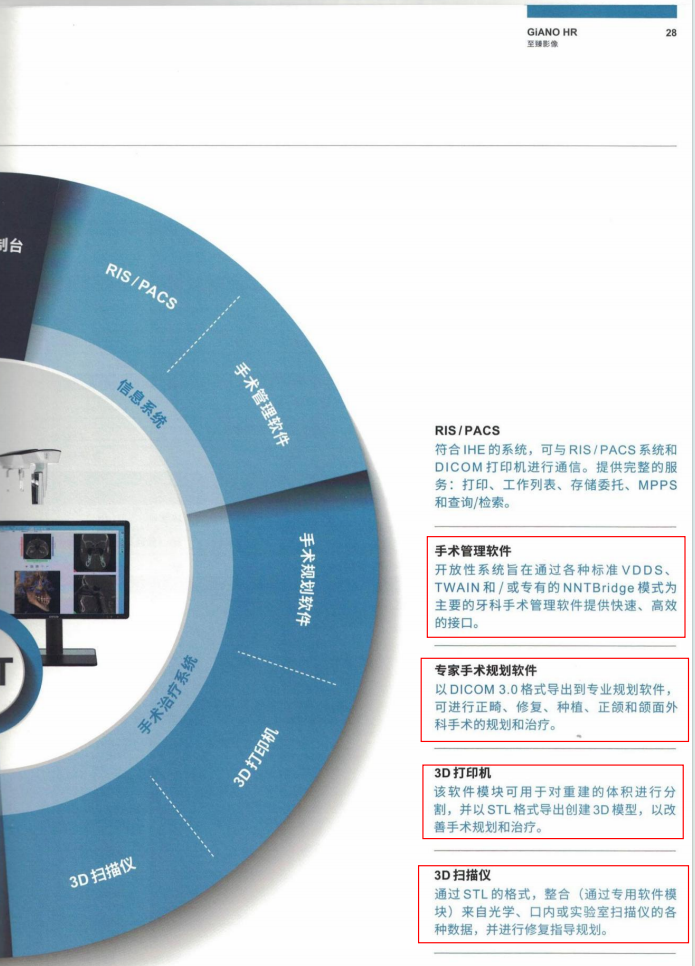 GiANO HR
28
至臻影像
制台
RIS/PACS
手术管理软件
信息系统
手术规划软件
手术治疗系统
3D打印机
3D扫描仪
T
RIS/PACS
符合IHE的系统，可与RIS/PACS系统和
DICOM打印机进行通信。提供完整的服
务：打印、工作列表、存储委托、MPPS
和查询/检索。
手术管理软件
开放性系统旨在通过各种标准VDDS、
TWAIN和/或专有的NNTBridge模式为
主要的牙科手术管理软件提供快速、高效
的接口。
专家手术规划软件
以DICOM 3.0格式导出到专业规划软件，
可进行正畸、修复、种植、正颌和颌面外
科手术的规划和治疗。
3D打印机
该软件模块可用于对重建的体积进行分
割，并以STL格式导出创建3D模型，以改
善手术规划和治疗。
3D扫描仪
通过STL的格式，整合（通过专用软件模
块）来自光学、口内或实验室扫描仪的各
种数据，并进行修复指导规划。